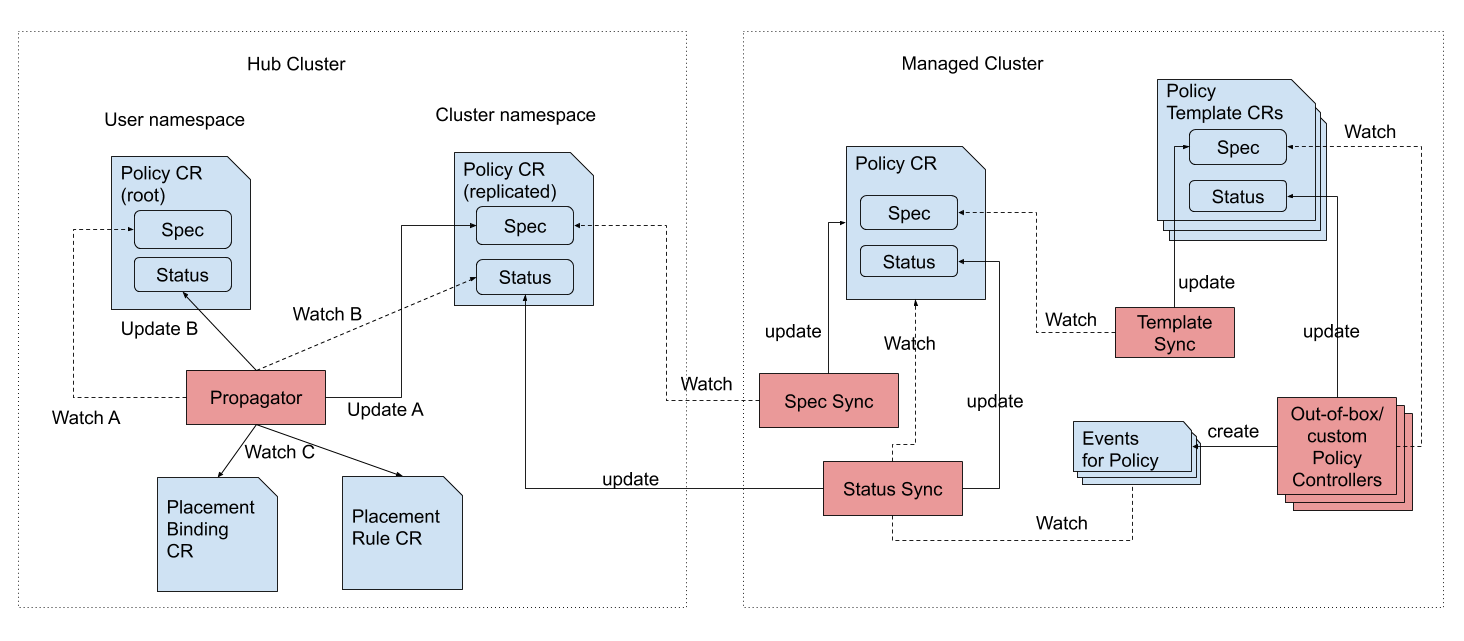 Hub Cluster
User namespace
Cluster namespace
Policy CR
(root)
Spec
Status
Policy CR
(replicated)
Spec
Status
Update B
Watch B
Watch A
Propagator
Update A
Watch C
Placement
Binding
CR
Placement
Rule CR
Managed Cluster
Policy CR
Spec
Status
Policy
Template CRs
Spec
Status
Watch
update
Template
Sync
Watch
update
update
Watch
Watch
Spec Sync
update
Out-of-box/
custom
Policy
Controllers
create
Events
for Policy
update
Status Sync
Watch